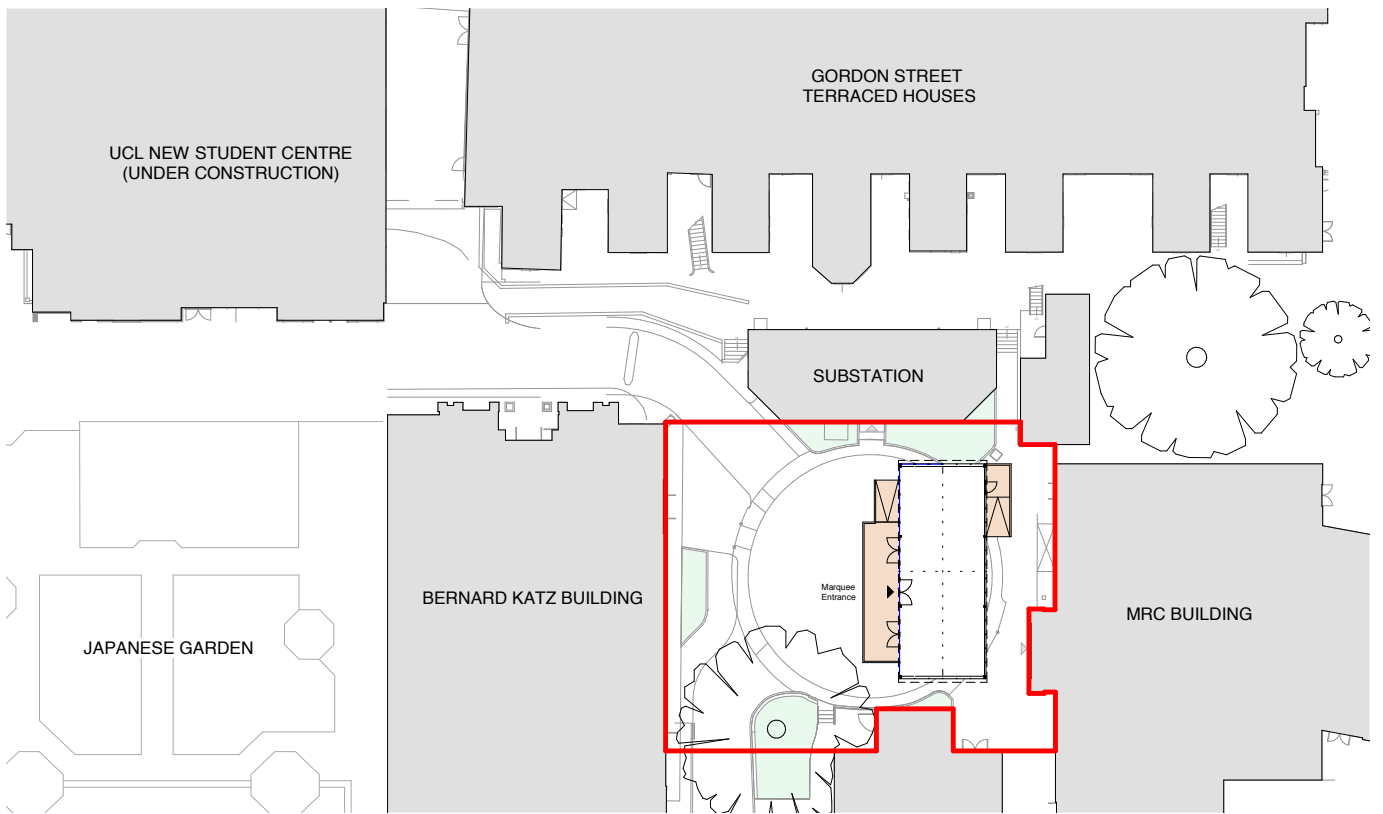 GORDON STREET
TERRACED HOUSES
UCL NEW STUDENT CENTRE
(UNDER CONSTRUCTION)
SUBSTATION
Marquee
Entrance
BERNARD KATZ BUILDING
MRC BUILDING
JAPANESE GARDEN